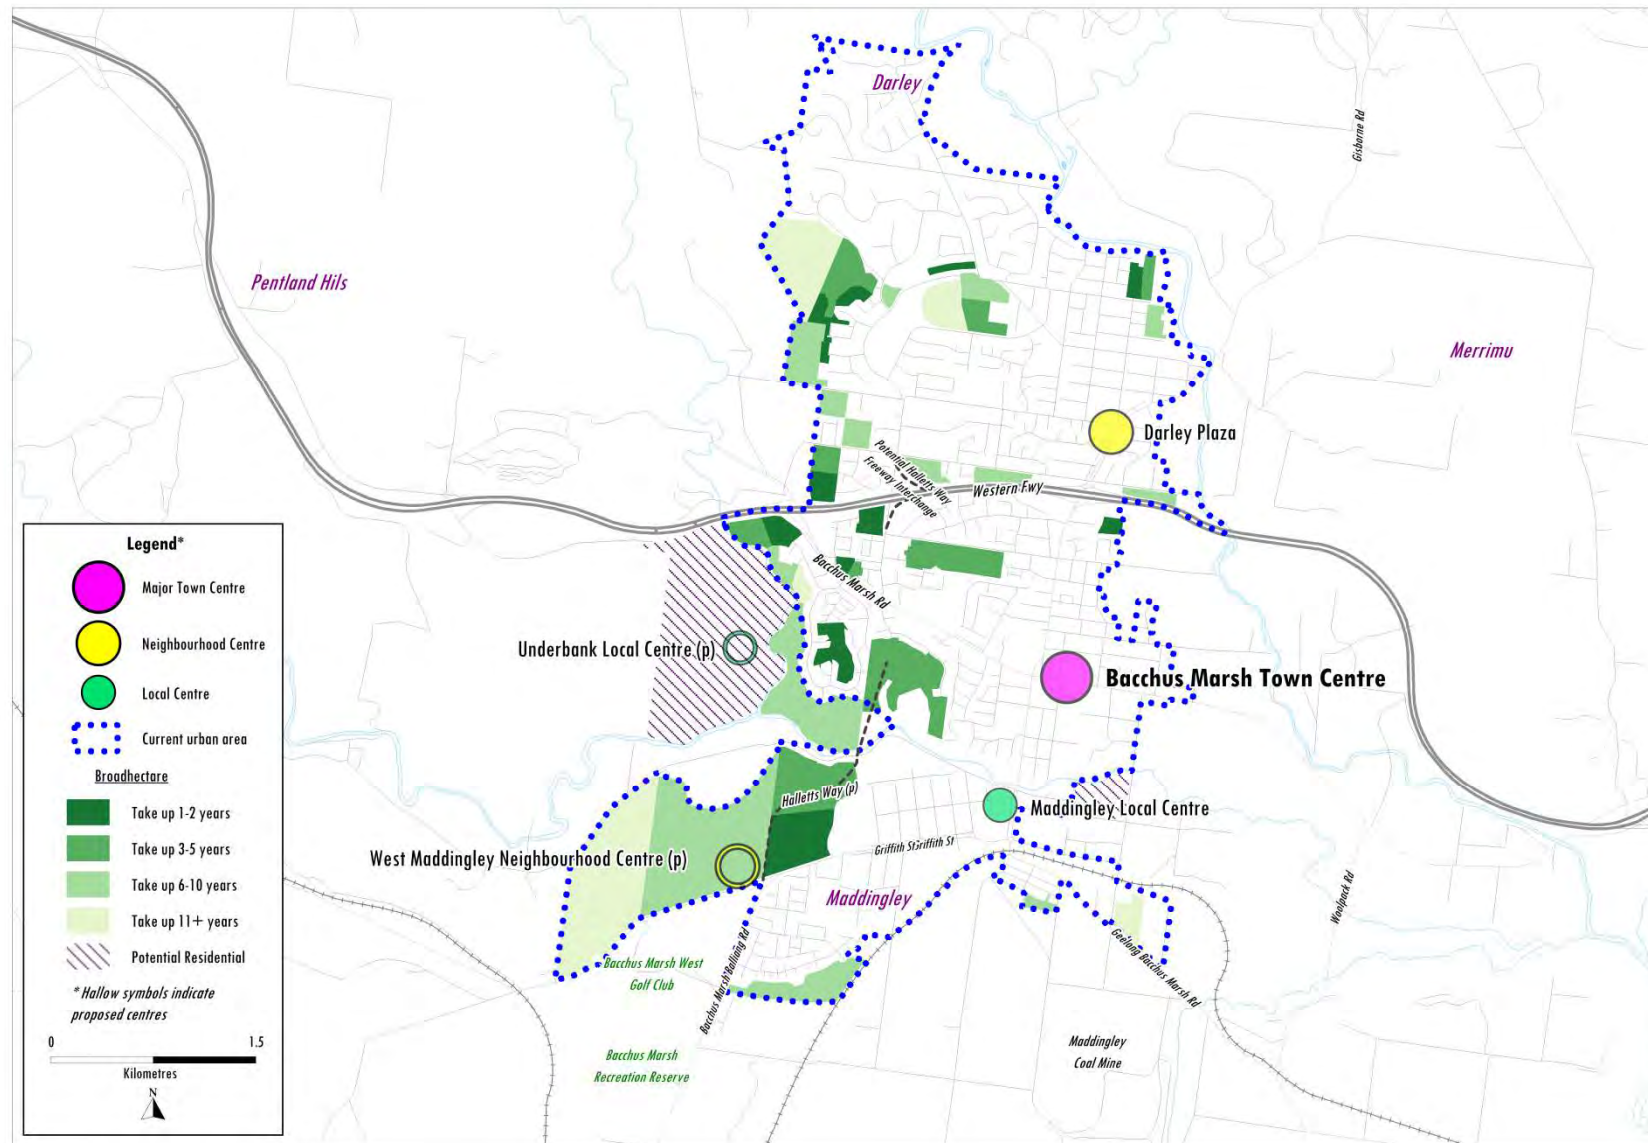 Darley
Gisborne Rd
Pentland Hils
Merrimu
Darley Plaza
Potential Halletts Way
Freeway Interchange
Western Fwy
Bacchus Marsh Rd
Underbank Local Centre (p)
Bacchus Marsh Town Centre
Halletts Way (p)
Maddingley Local Centre
Griffith StGriffith St
West Maddingley Neighbourhood Centre (p)
Maddingley
Woolpack Rd
Geelong Bacchus Marsh Rd
Bacchus Marsh Balliang Rd
Bacchus Marsh West
Golf Club
Maddingley
Coal Mine
Bacchus Marsh
Recreation Reserve
Legend*
Major Town Centre
Neighbourhood Centre
Local Centre
Current urban area
Broadhectare
Take up 1-2 years
Take up 3-5 years
Take up 6-10 years
Take up 11+ years
Potential Residential
* Hallow symbols indicate
proposed centres
0 1.5
Kilometres
N